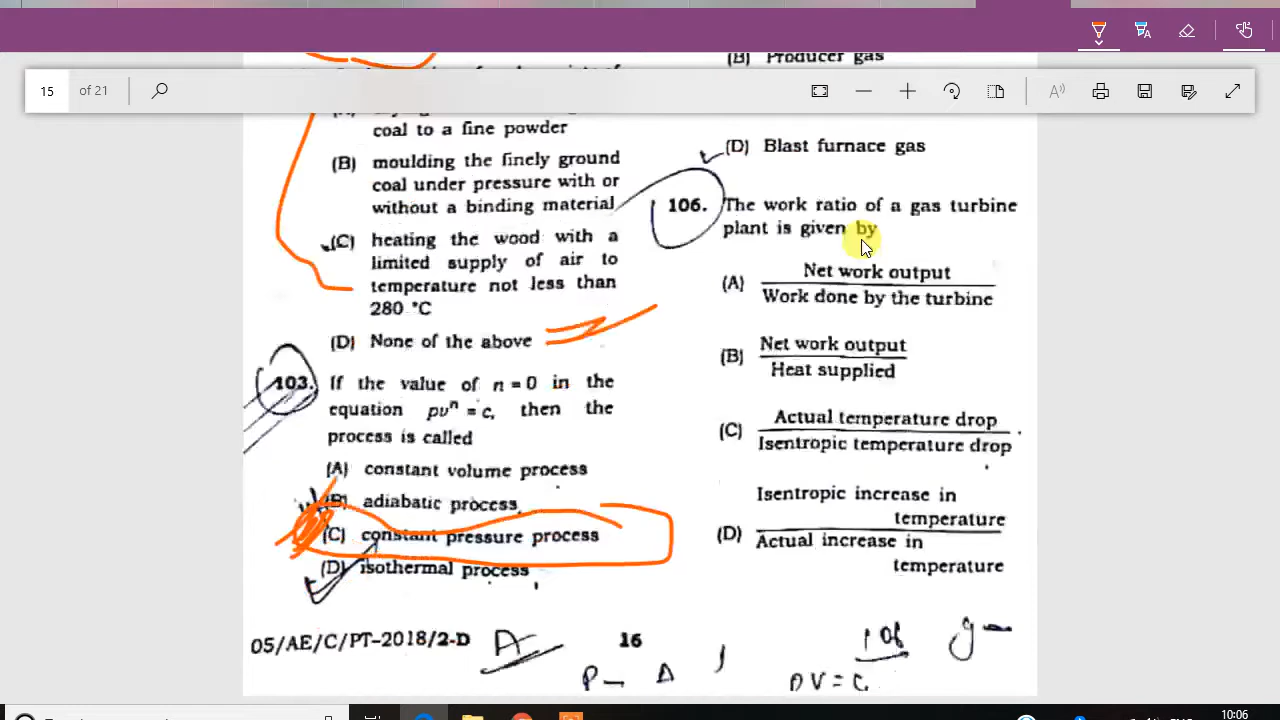 15 of 21
coal to a fine powder
(B) moulding the finely ground
coal under pressure with or
without a binding material
(C) heating the wood with a
limited supply of air to
temperature not less than
280 °C
(D) None of the above
103. If the value of n = 0 in the
equation pvⁿ = c, then the
process is called
(A) constant volume process
(B) adiabatic process
(C) constant pressure process
(D) isothermal process
05/AE/C/PT–2018/2-D
A
16
P– A
(B) Producer gas
(D) Blast furnace gas
106. The work ratio of a gas turbine
plant is given by
(A) Net work output
Work done by the turbine
(B) Net work output
Heat supplied
(C) Actual temperature drop
Isentropic temperature drop
(D) Isentropic increase in
temperature
Actual increase in
temperature
106
PV = C
10:06